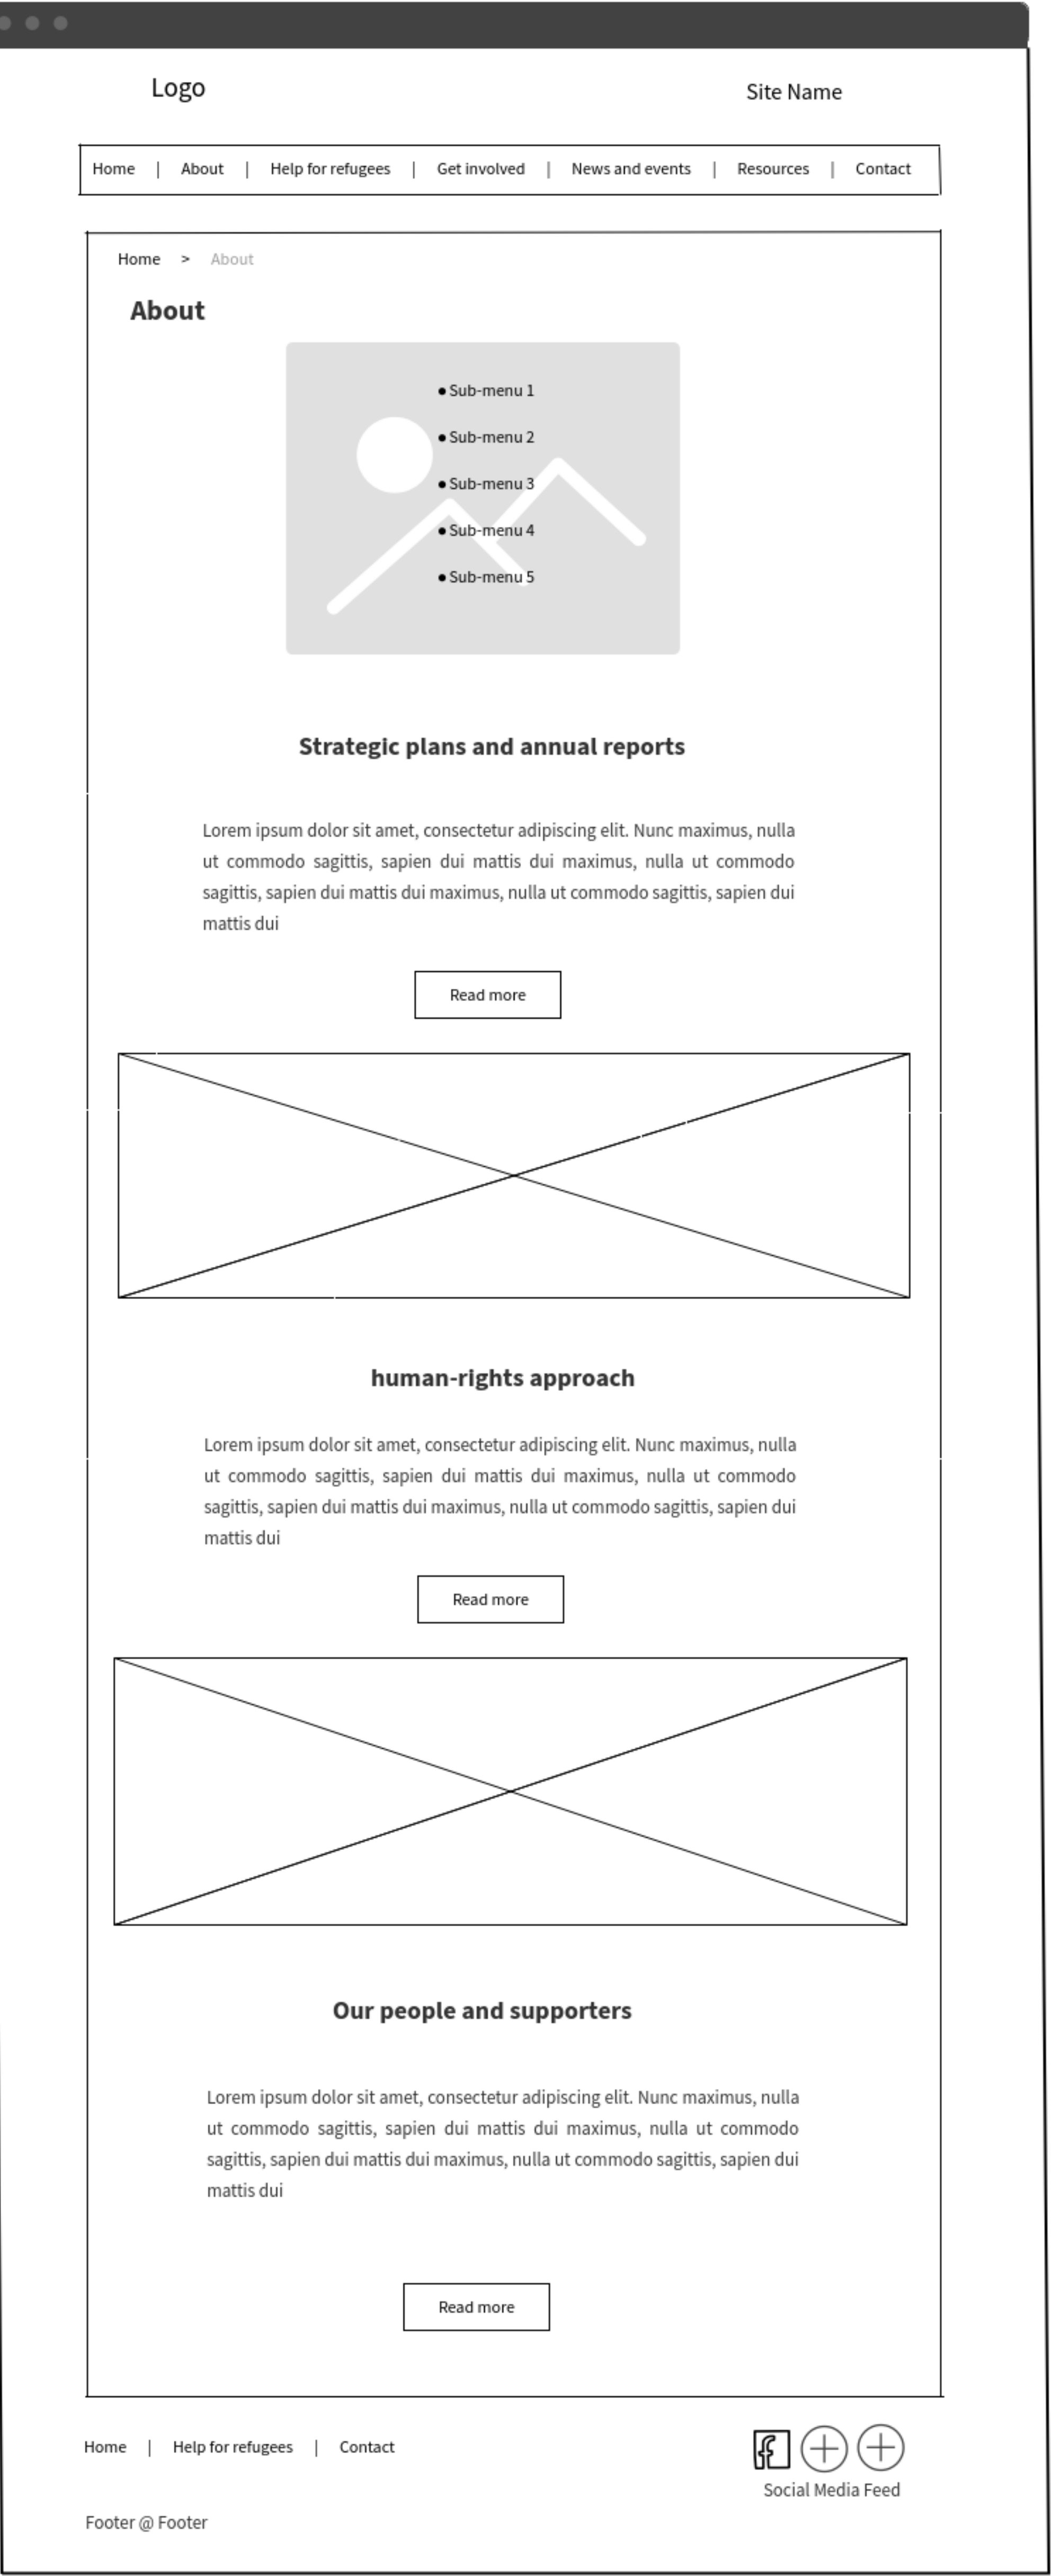 Logo
Site Name
Home | About | Help for refugees | Get involved | News and events | Resources | Contact
Home > About
About
● Sub-menu 1
● Sub-menu 2
● Sub-menu 3
● Sub-menu 4
● Sub-menu 5
Strategic plans and annual reports
Lorem ipsum dolor sit amet, consectetur adipiscing elit. Nunc maximus, nulla
ut commodo sagittis, sapien dui mattis dui maximus, nulla ut commodo
sagittis, sapien dui mattis dui maximus, nulla ut commodo sagittis, sapien dui
mattis dui
Read more
human-rights approach
Lorem ipsum dolor sit amet, consectetur adipiscing elit. Nunc maximus, nulla
ut commodo sagittis, sapien dui mattis dui maximus, nulla ut commodo
sagittis, sapien dui mattis dui maximus, nulla ut commodo sagittis, sapien dui
mattis dui
Read more
Our people and supporters
Lorem ipsum dolor sit amet, consectetur adipiscing elit. Nunc maximus, nulla
ut commodo sagittis, sapien dui mattis dui maximus, nulla ut commodo
sagittis, sapien dui mattis dui maximus, nulla ut commodo sagittis, sapien dui
mattis dui
Read more
Home | Help for refugees | Contact
f
Social Media Feed
Footer @ Footer